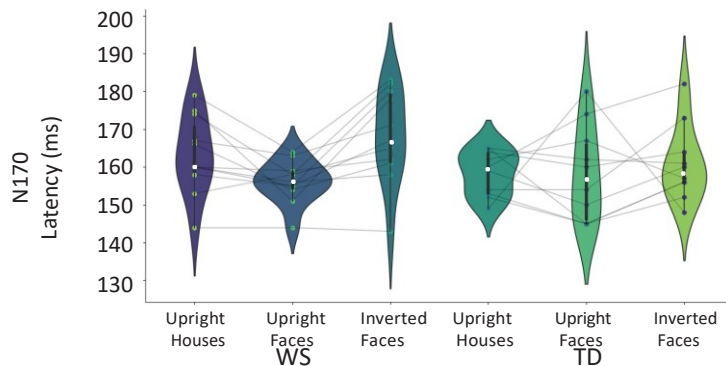 200
190
180
170
160
150
140
130
N170
Latency (ms)
Upright Houses
Upright Faces
Inverted Faces
Upright Houses
Upright Faces
Inverted Faces
WS
TD